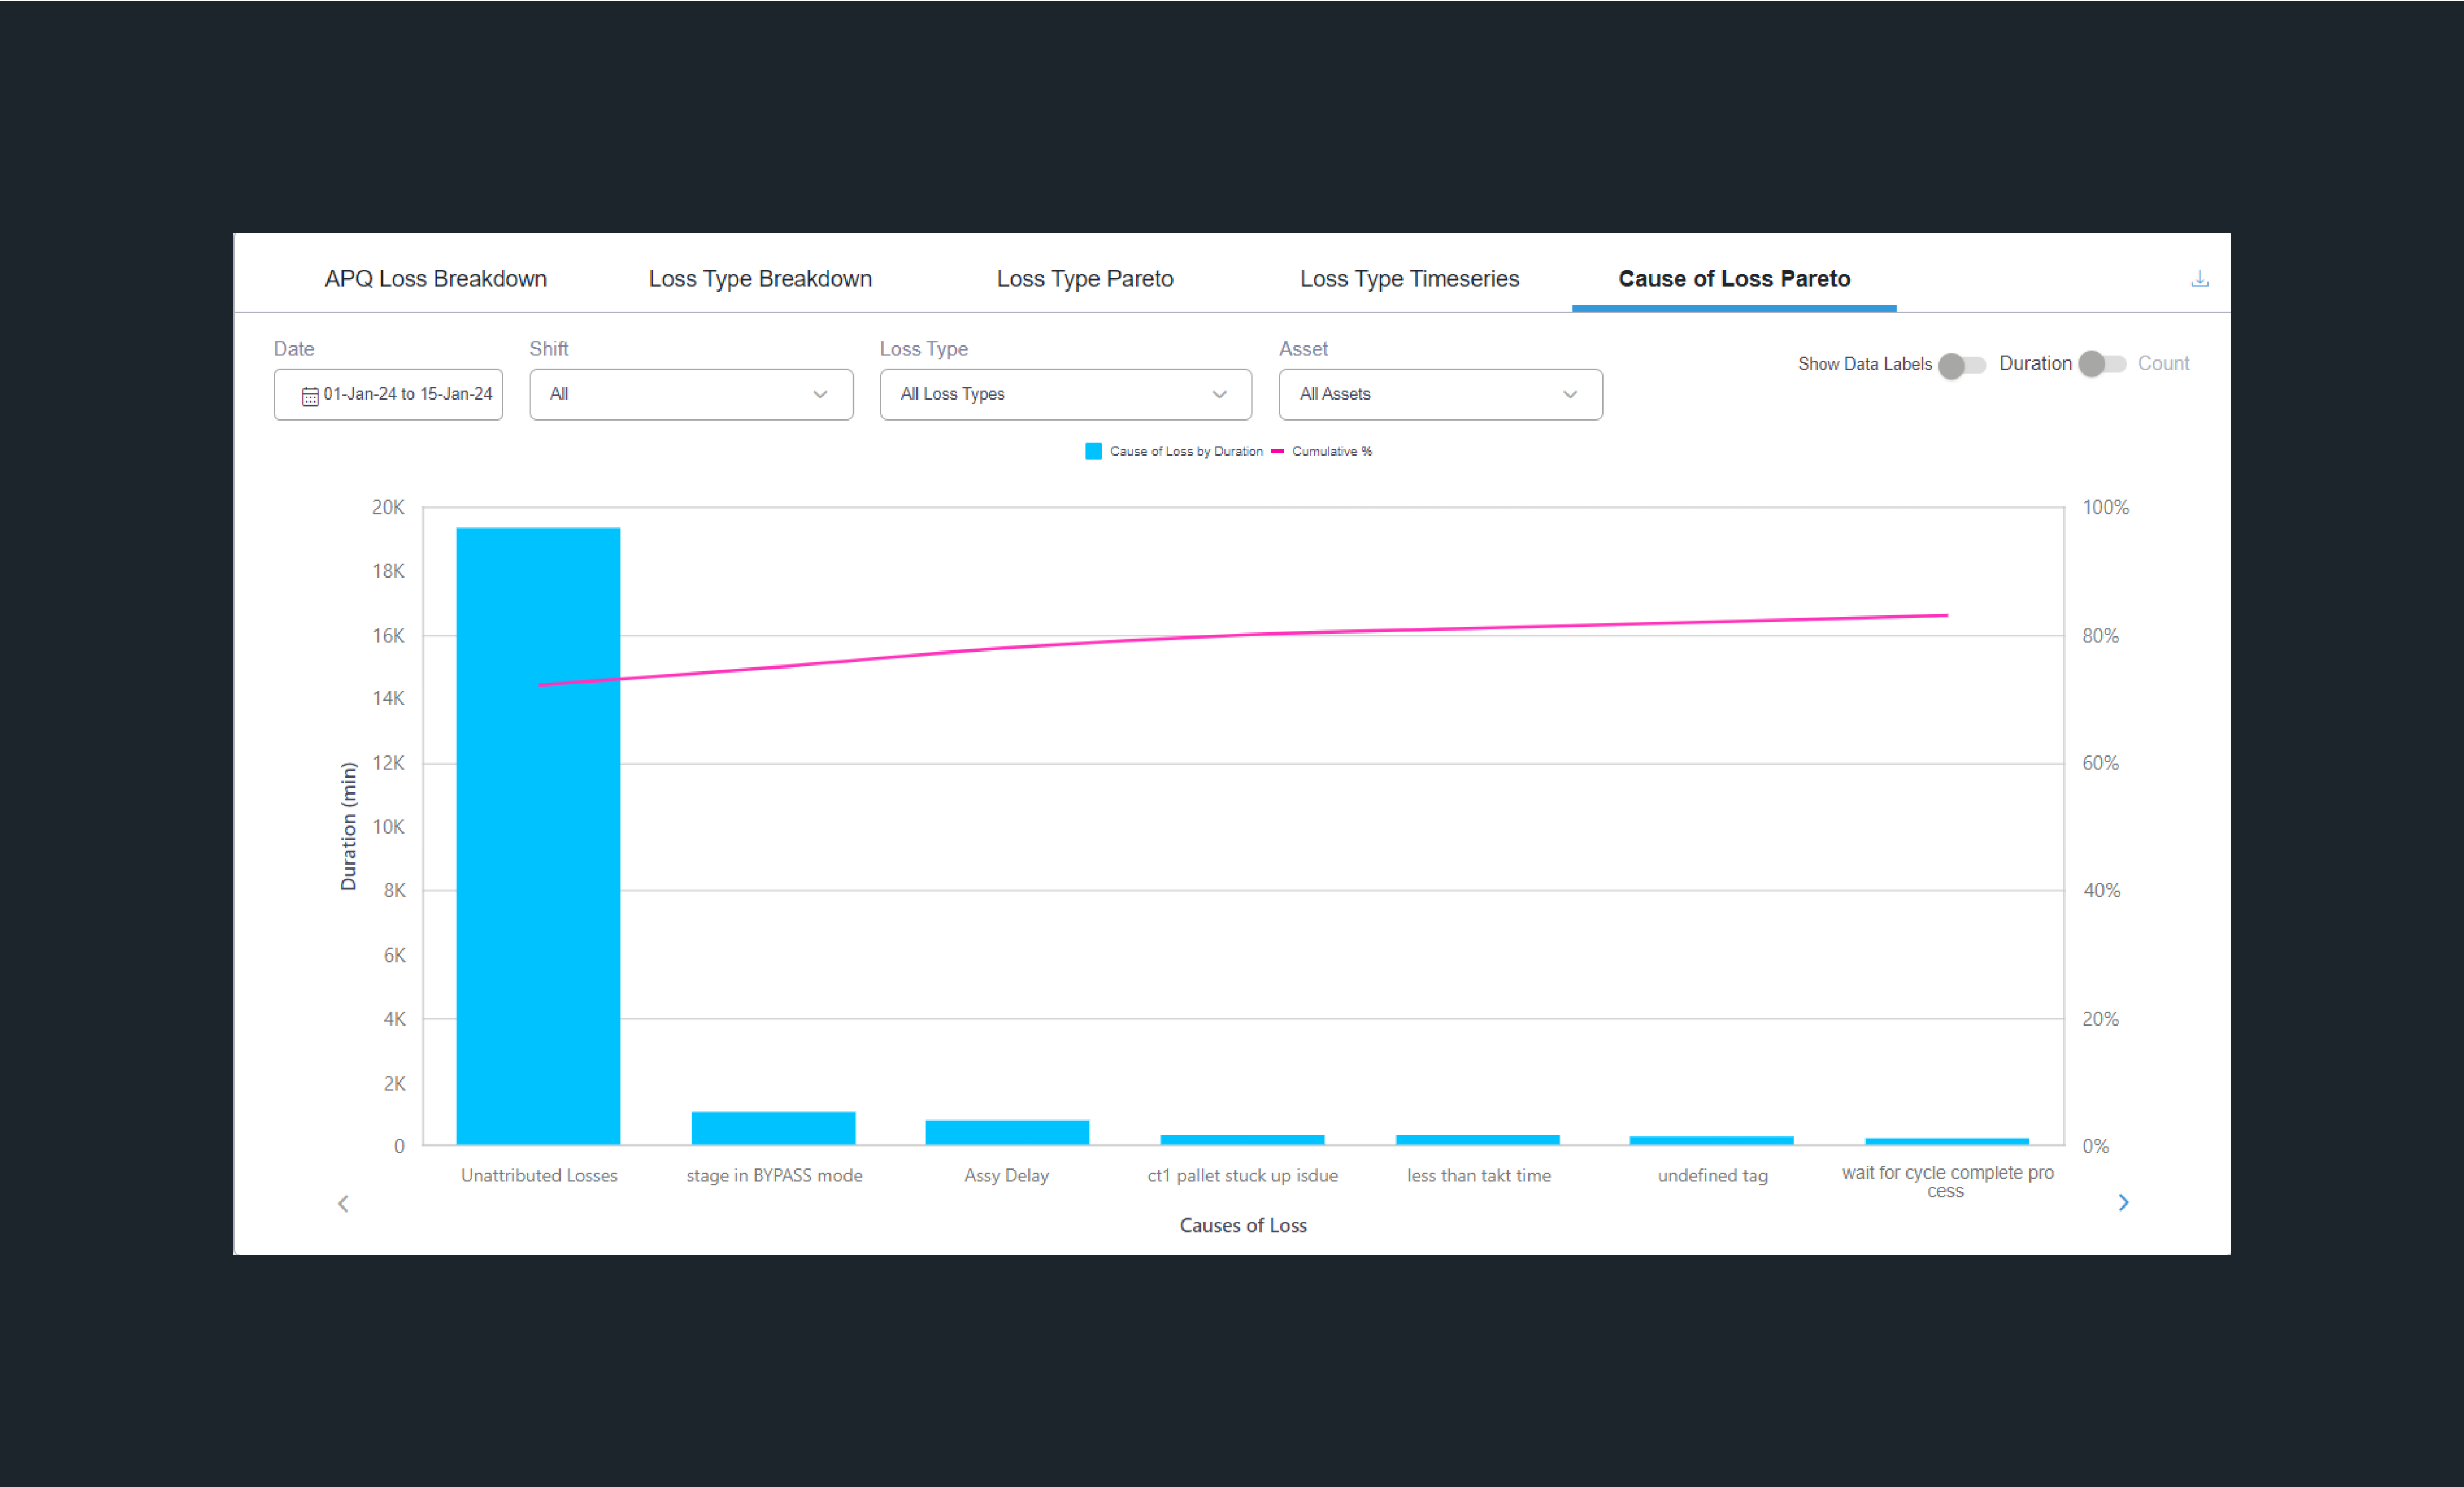 APQ Loss Breakdown
Loss Type Breakdown
Loss Type Pareto
Loss Type Timeseries
Cause of Loss Pareto
Date
Shift
Loss Type
Asset
01-Jan-24 to 15-Jan-24
All
All Loss Types
All Assets
Show Data Labels
Duration
Count
Cause of Loss by Duration
Cumulative %
20K
18K
16K
14K
12K
10K
8K
6K
4K
2K
0
Duration (min)
100%
80%
60%
40%
20%
0%
Unattributed Losses
stage in BYPASS mode
Assy Delay
ct1 pallet stuck up isdue
less than takt time
undefined tag
wait for cycle complete pro
cess
Causes of Loss